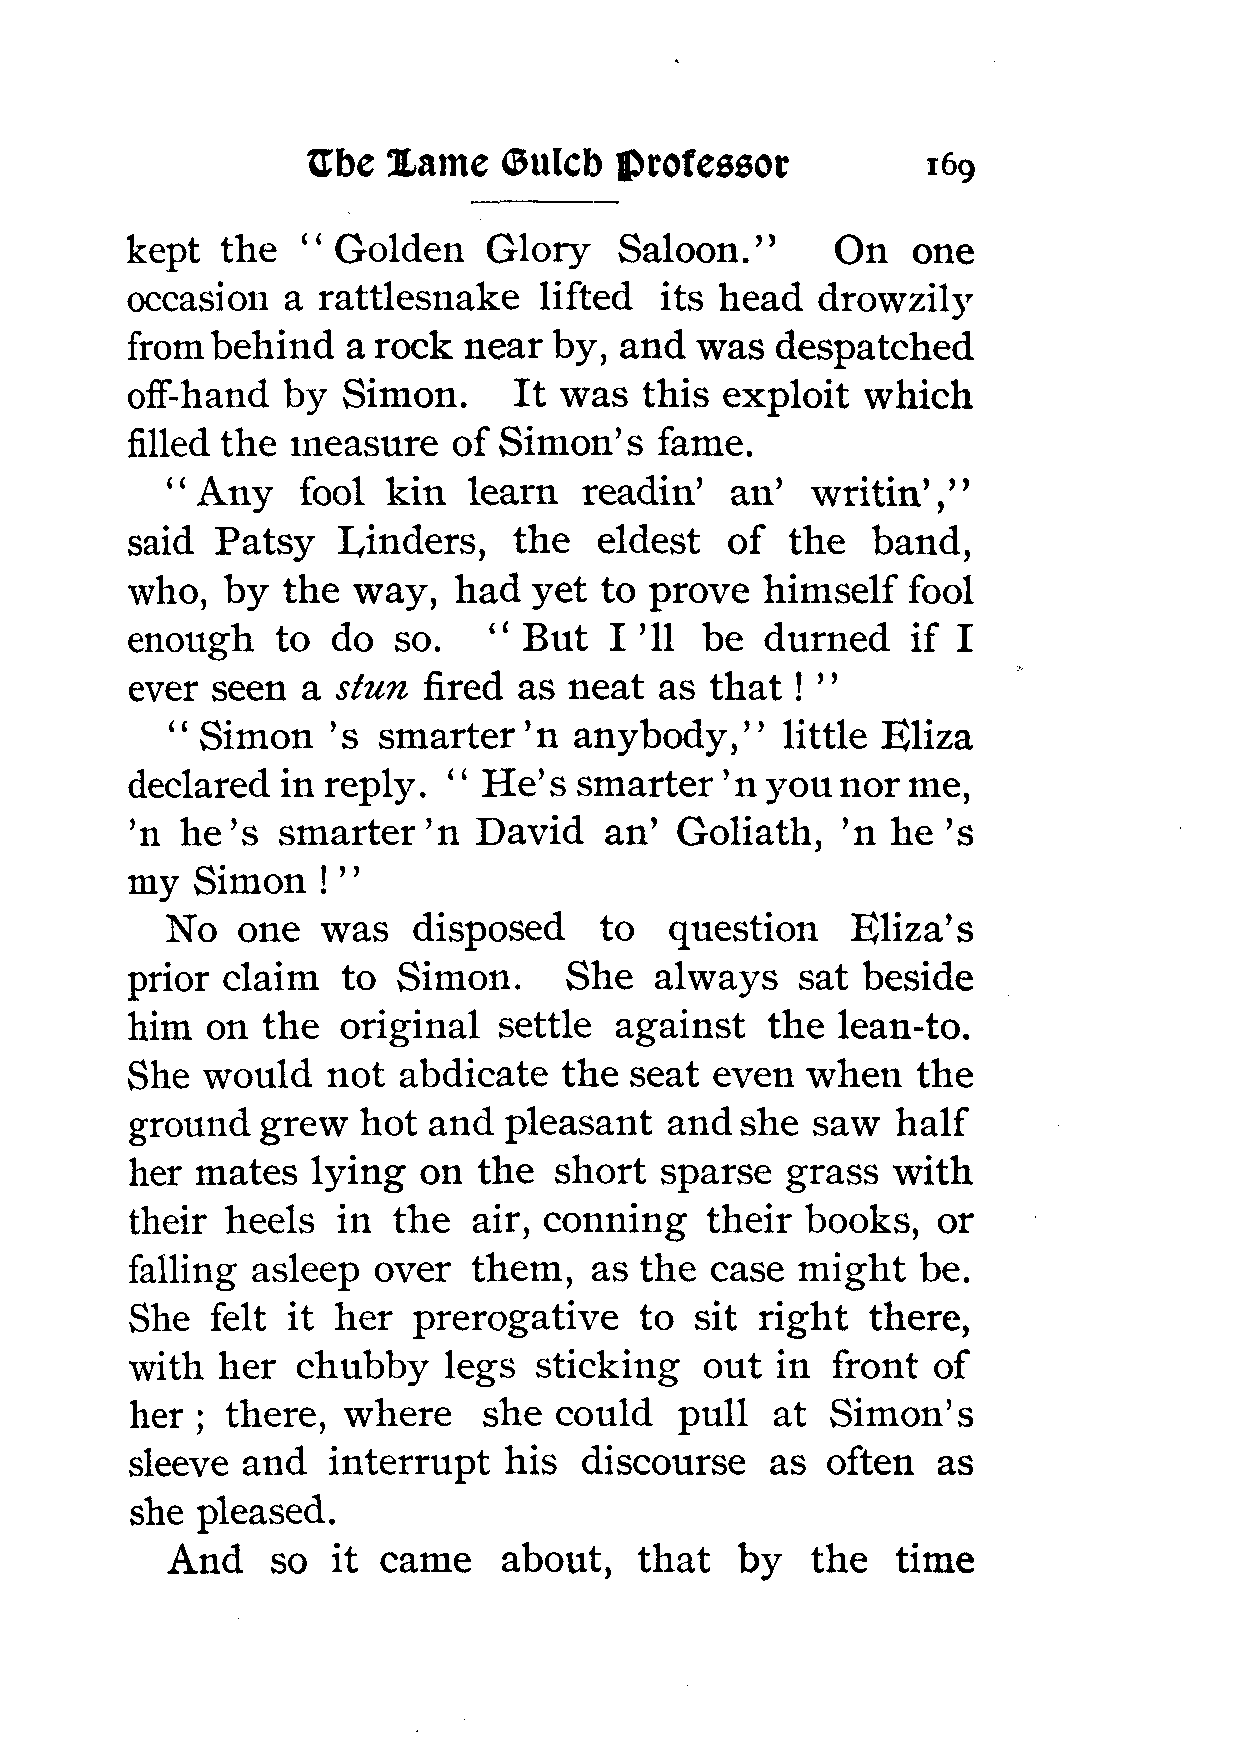 The Lame Gulch Professor 169
kept the "Golden Glory Saloon." On one
occasion a rattlesnake lifted its head drowzily
from behind a rock near by, and was despatched
off-hand by Simon. It was this exploit which
filled the measure of Simon's fame.
"Any fool kin learn readin' an' writin',"
said Patsy Linders, the eldest of the band,
who, by the way, had yet to prove himself fool
enough to do so. "But I 'll be durned if I
ever seen a stun fired as neat as that!"
"Simon 's smarter 'n anybody," little Eliza
declared in reply. "He's smarter 'n you nor me,
'n he 's smarter 'n David an' Goliath, 'n he 's
my Simon!"
No one was disposed to question Eliza's
prior claim to Simon. She always sat beside
him on the original settle against the lean-to.
She would not abdicate the seat even when the
ground grew hot and pleasant and she saw half
her mates lying on the short sparse grass with
their heels in the air, conning their books, or
falling asleep over them, as the case might be.
She felt it her prerogative to sit right there,
with her chubby legs sticking out in front of
her; there, where she could pull at Simon's
sleeve and interrupt his discourse as often as
she pleased.
And so it came about, that by the time